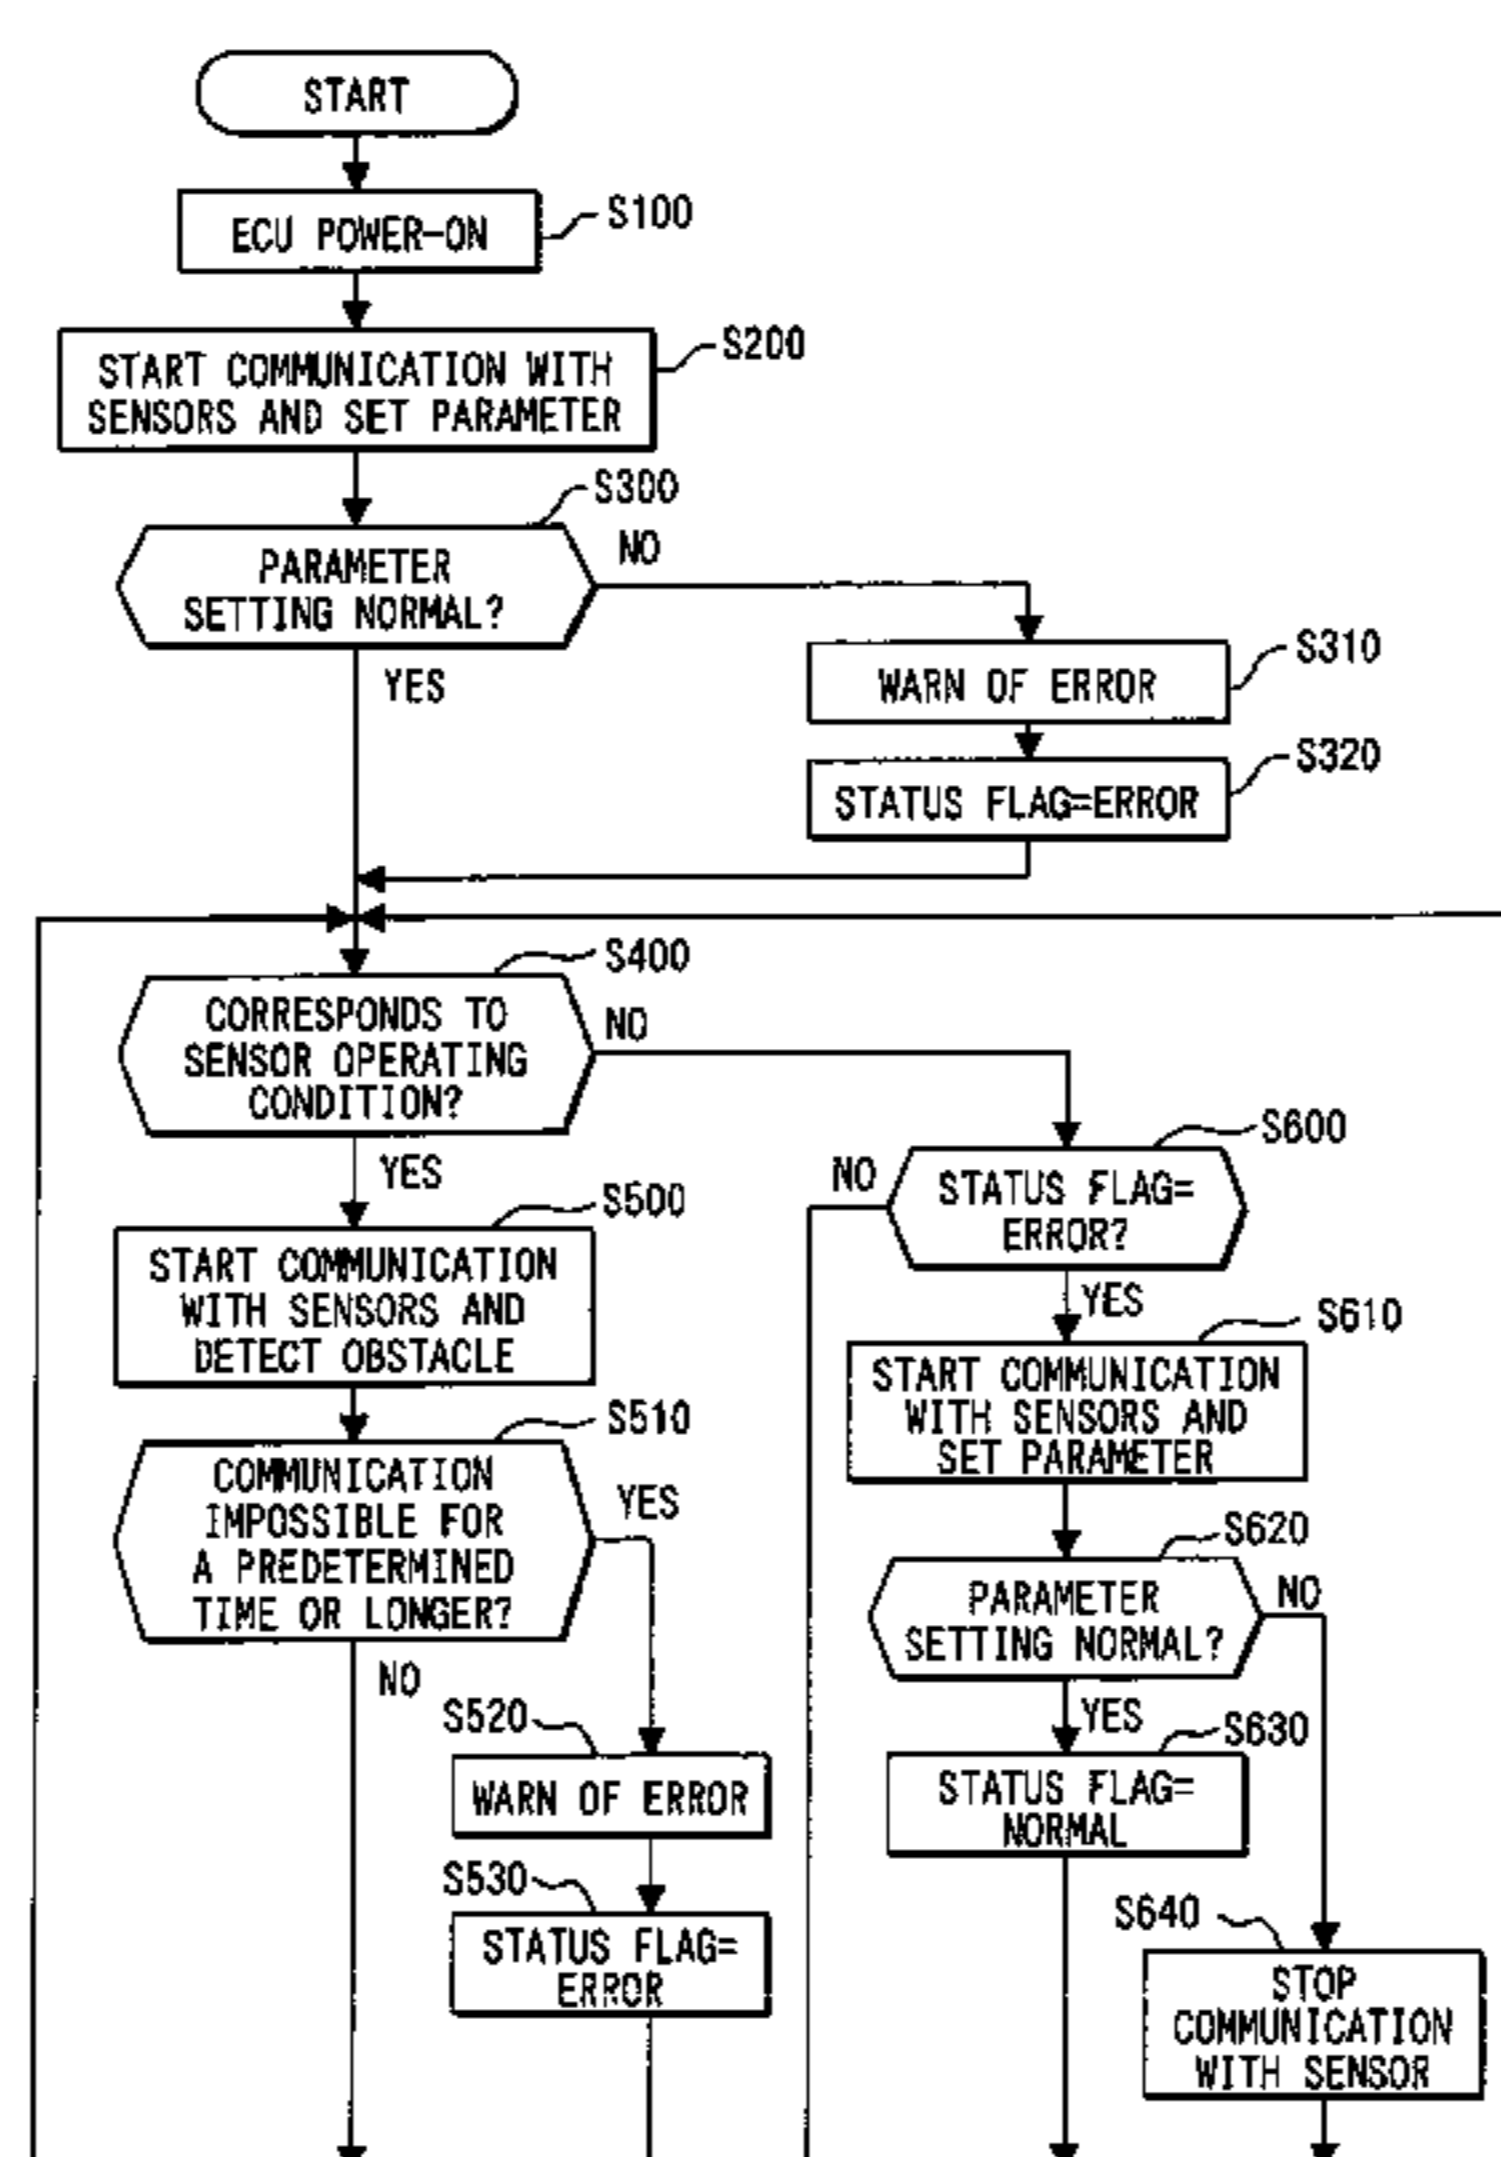 START
ECU POWER-ON
S100
START COMMUNICATION WITH
SENSORS AND SET PARAMETER
S200
S300
PARAMETER
SETTING NORMAL?
NO
YES
WARN OF ERROR
S310
STATUS FLAG=ERROR
S320
S400
CORRESPONDS TO
SENSOR OPERATING
CONDITION?
NO
YES
S500
START COMMUNICATION
WITH SENSORS AND
DETECT OBSTACLE
S510
COMMUNICATION
IMPOSSIBLE FOR
A PREDETERMINED
TIME OR LONGER?
YES
NO
S520
WARN OF ERROR
S530
STATUS FLAG=
ERROR
S600
NO
STATUS FLAG=
ERROR?
YES
S610
START COMMUNICATION
WITH SENSORS AND
SET PARAMETER
S620
PARAMETER
SETTING NORMAL?
NO
YES
S630
STATUS FLAG=
NORMAL
S640
STOP
COMMUNICATION
WITH SENSOR